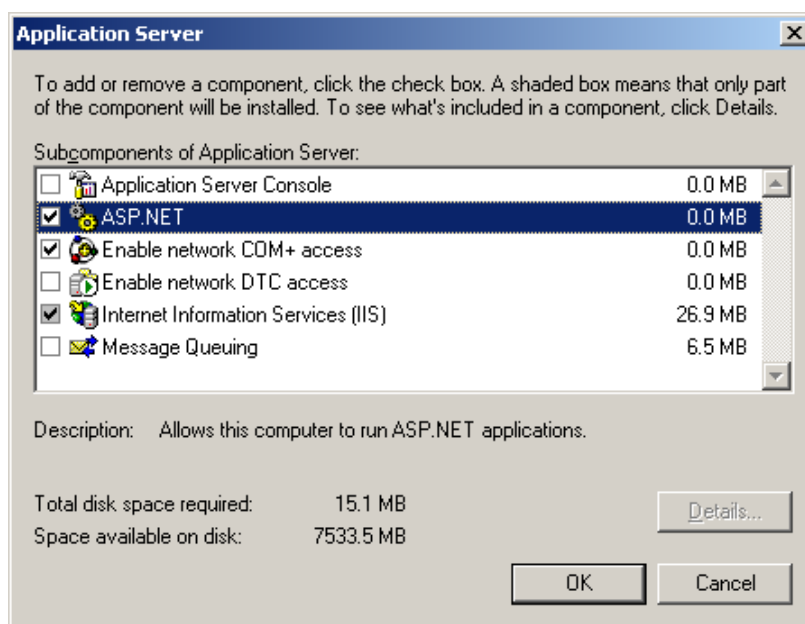 Application Server
To add or remove a component, click the check box. A shaded box means that only part
of the component will be installed. To see what's included in a component, click Details.
Subcomponents of Application Server:
Application Server Console 0.0 MB
ASP.NET 0.0 MB
Enable network COM+ access 0.0 MB
Enable network DTC access 0.0 MB
Internet Information Services (IIS) 26.9 MB
Message Queuing 6.5 MB
Description: Allows this computer to run ASP.NET applications.
Total disk space required: 15.1 MB
Space available on disk: 7533.5 MB
Details...
OK Cancel